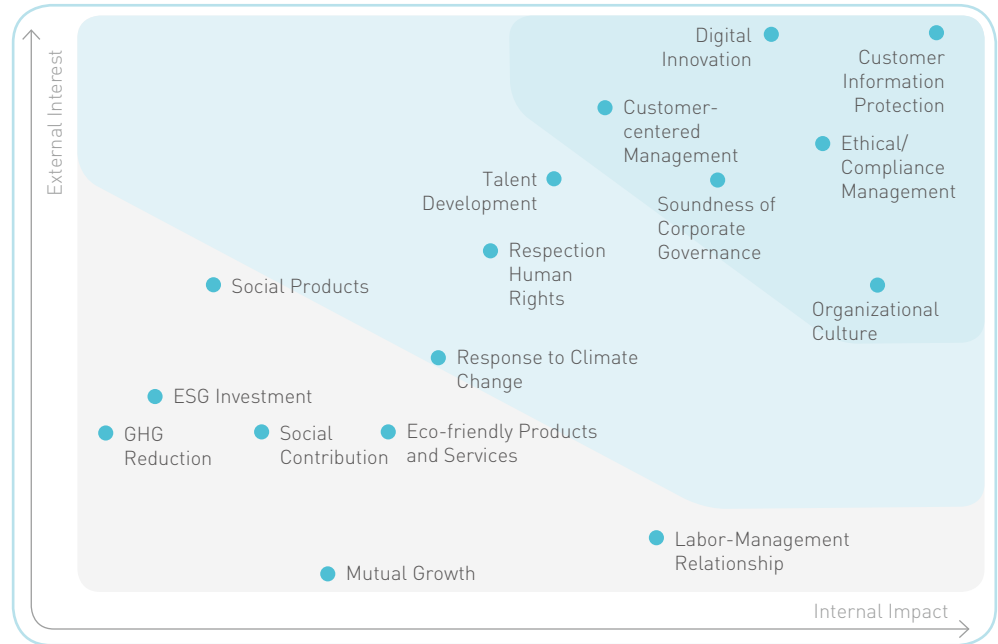 External Interest
Digital
Innovation
Customer
Information
Protection
Customer-
centered
Management
Ethical/
Compliance
Management
Talent
Development
Soundness of
Corporate
Governance
Respection
Human
Rights
Social Products
Organizational
Culture
Response to Climate
Change
ESG Investment
GHG
Reduction
Social
Contribution
Eco-friendly Products
and Services
Labor-Management
Relationship
Mutual Growth
Internal Impact